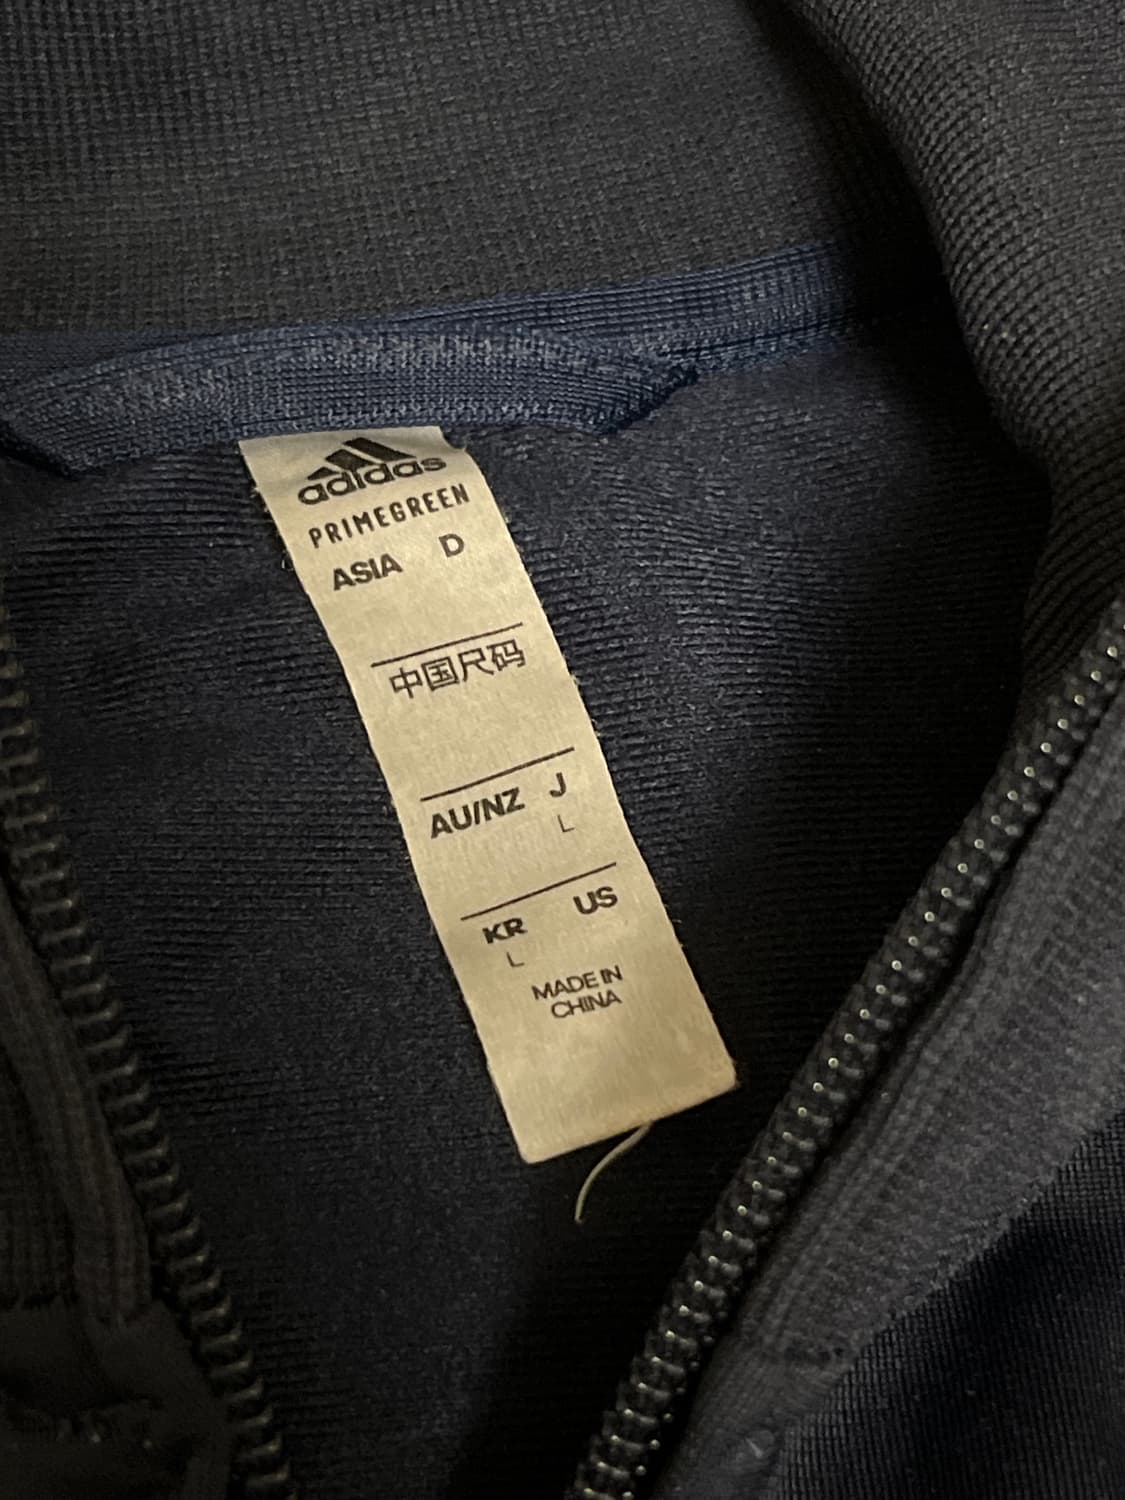 adidas
PRIMEGREEN
ASIA D
中国尺码
AU/NZ J
L
KR US
L
MADE IN
CHINA